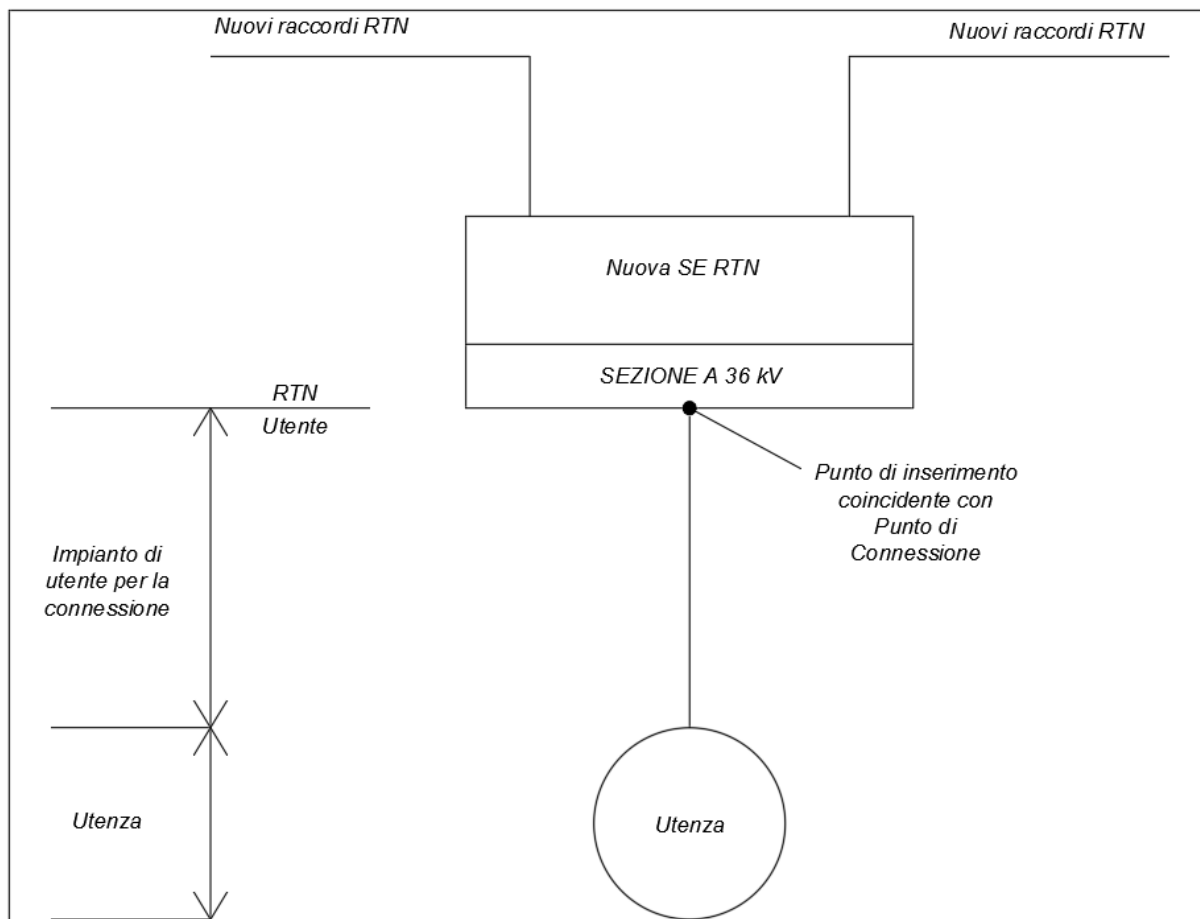 Nuovi raccordi RTN
Nuovi raccordi RTN
Nuova SE RTN
SEZIONE A 36 kV
RTN
Utente
Punto di inserimento
coincidente con
Punto di
Connessione
Impianto di
utente per la
connessione
Utenza
Utenza